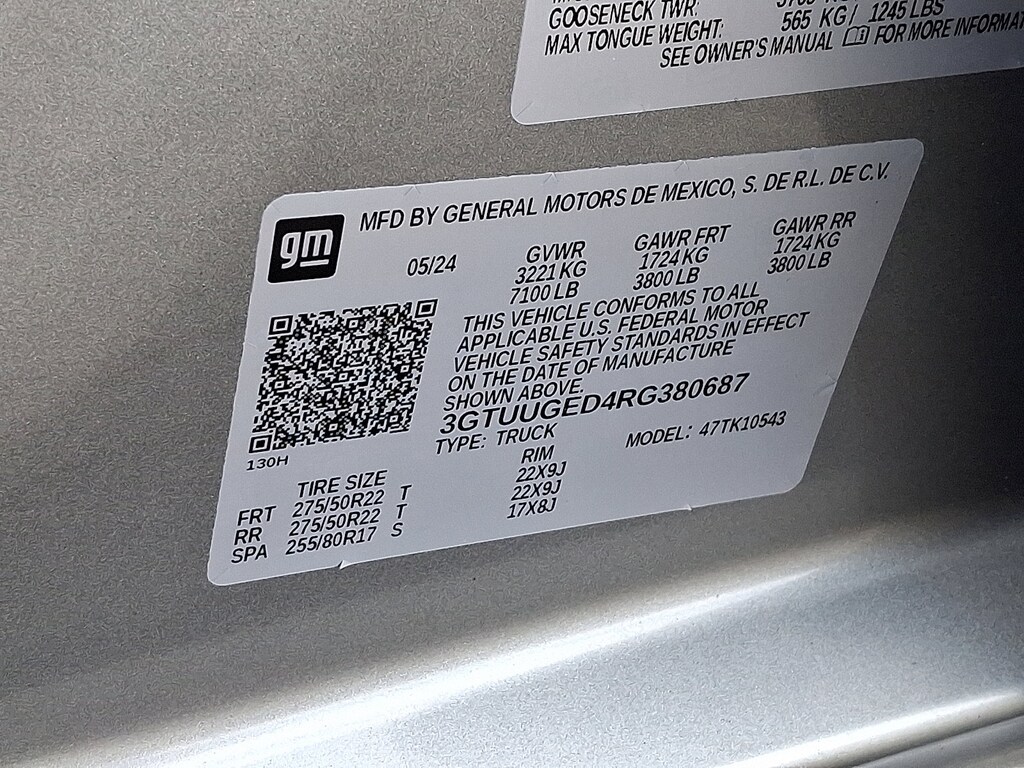 GOOSENECK TWR:
MAX TONGUE WEIGHT: 565 KG / 1245 LBS
SEE OWNER'S MANUAL FOR MORE
gm
MFD BY GENERAL MOTORS DE MEXICO, S. DE R.L. DE C.V.
05/24 GVWR GAWR FRT GAWR RR
3221 KG 1724 KG 1724 KG
7100 LB 3800 LB 3800 LB
THIS VEHICLE CONFORMS TO ALL
APPLICABLE U.S. FEDERAL MOTOR
VEHICLE SAFETY STANDARDS IN EFFECT
ON THE DATE OF MANUFACTURE
SHOWN ABOVE.
3GTUUGED4RG380687
TYPE: TRUCK MODEL: 47TK10543
130H
TIRE SIZE RIM
FRT 275/50R22 T 22X9J
RR 275/50R22 T 22X9J
SPA 255/80R17 S 17X8J